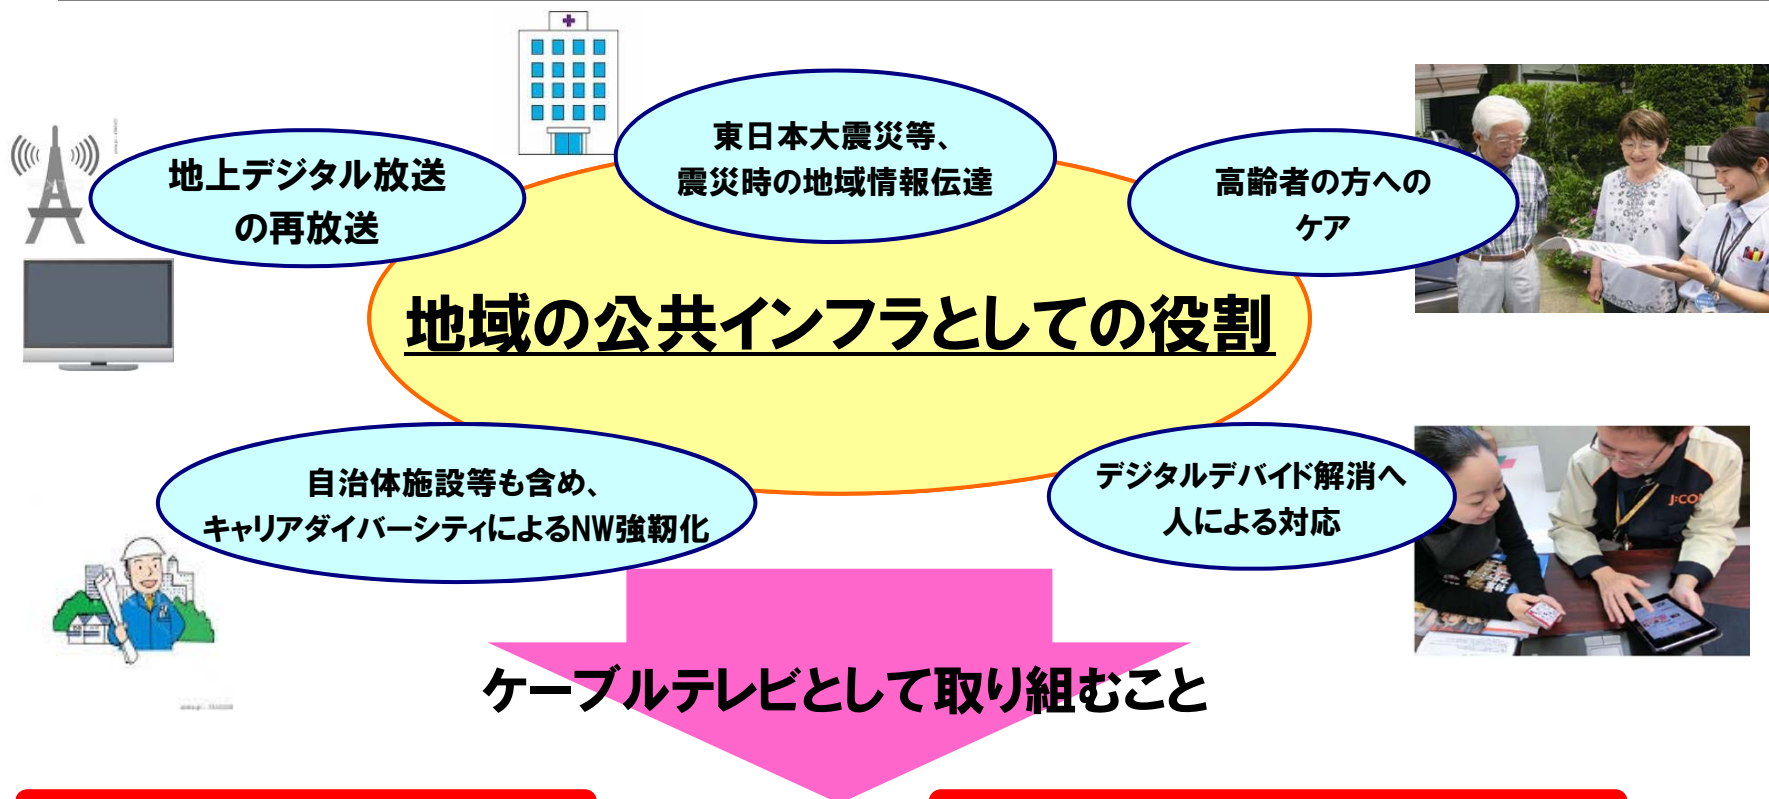 地上デジタル放送
の再放送
東日本大震災等、
震災時の地域情報伝達
高齢者の方への
ケア
地域の公共インフラとしての役割
自治体施設等も含め、
キャリアダイバーシティによるNW強靭化
デジタルデバイド解消へ
人による対応
J:CO
ケーブルテレビとして取り組むこと